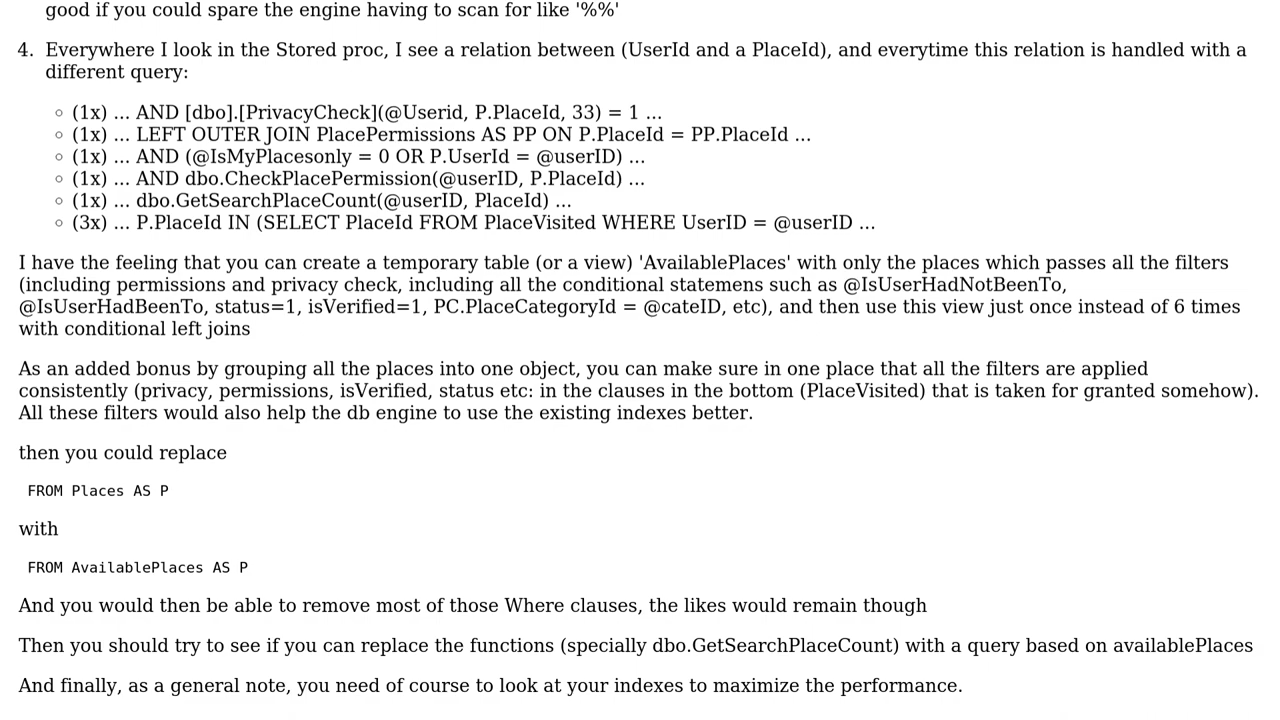 good if you could spare the engine having to scan for like '%%'
4. Everywhere I look in the Stored proc, I see a relation between (UserId and a PlaceId), and everytime this relation is handled with a
different query:
◦ (1x) ... AND [dbo].[PrivacyCheck](@Userid, P.PlaceId, 33) = 1 ...
◦ (1x) ... LEFT OUTER JOIN PlacePermissions AS PP ON P.PlaceId = PP.PlaceId ...
◦ (1x) ... AND (@IsMyPlacesonly = 0 OR P.UserId = @userID) ...
◦ (1x) ... AND dbo.CheckPlacePermission(@userID, P.PlaceId) ...
◦ (1x) ... dbo.GetSearchPlaceCount(@userID, PlaceId) ...
◦ (3x) ... P.PlaceId IN (SELECT PlaceId FROM PlaceVisited WHERE UserID = @userID ...
I have the feeling that you can create a temporary table (or a view) 'AvailablePlaces' with only the places which passes all the filters
(including permissions and privacy check, including all the conditional statemens such as @IsUserHadNotBeenTo,
@IsUserHadBeenTo, status=1, isVerified=1, PC.PlaceCategoryId = @cateID, etc), and then use this view just once instead of 6 times
with conditional left joins
As an added bonus by grouping all the places into one object, you can make sure in one place that all the filters are applied
consistently (privacy, permissions, isVerified, status etc: in the clauses in the bottom (PlaceVisited) that is taken for granted somehow).
All these filters would also help the db engine to use the existing indexes better.
then you could replace
FROM Places AS P
with
FROM AvailablePlaces AS P
And you would then be able to remove most of those Where clauses, the likes would remain though
Then you should try to see if you can replace the functions (specially dbo.GetSearchPlaceCount) with a query based on availablePlaces
And finally, as a general note, you need of course to look at your indexes to maximize the performance.